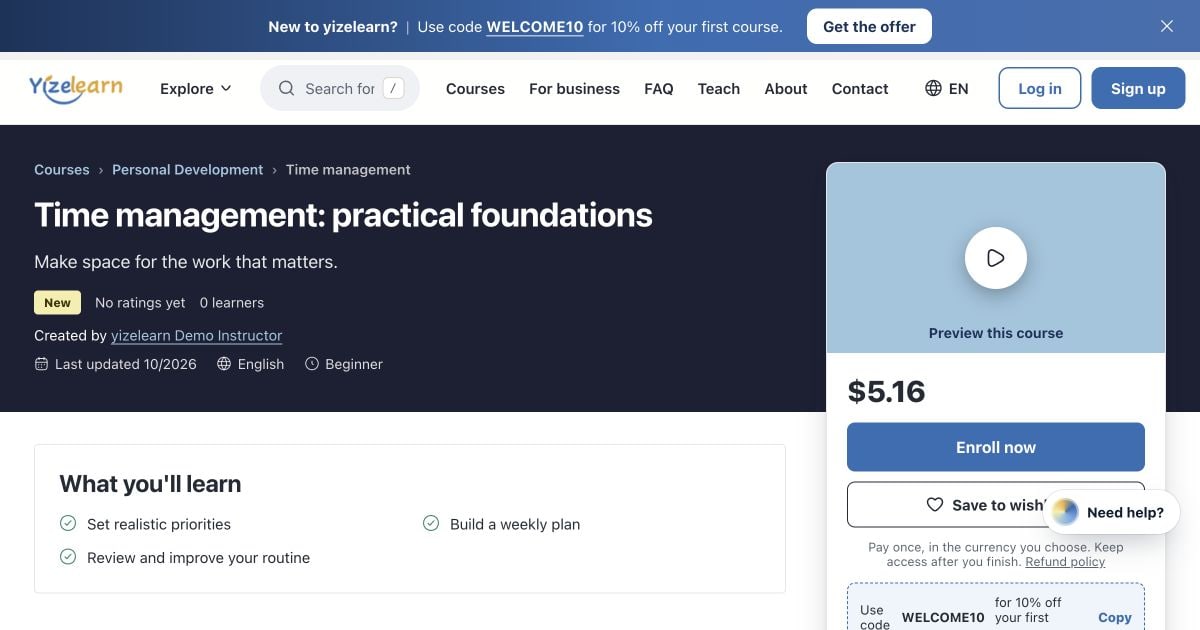 New to yizelearn? | Use code WELCOME10 for 10% off your first course. Get the offer
Yizelearn Explore Search for / Courses For business FAQ Teach About Contact EN Log in Sign up
Courses › Personal Development › Time management
Time management: practical foundations
Make space for the work that matters.
New No ratings yet 0 learners
Created by yizelearn Demo Instructor
Last updated 10/2026 English Beginner
Preview this course
$5.16
Enroll now
Save to wish
Need help?
Pay once, in the currency you choose. Keep
access after you finish. Refund policy
Use code WELCOME10 for 10% off your first Copy
What you'll learn
Set realistic priorities
Build a weekly plan
Review and improve your routine